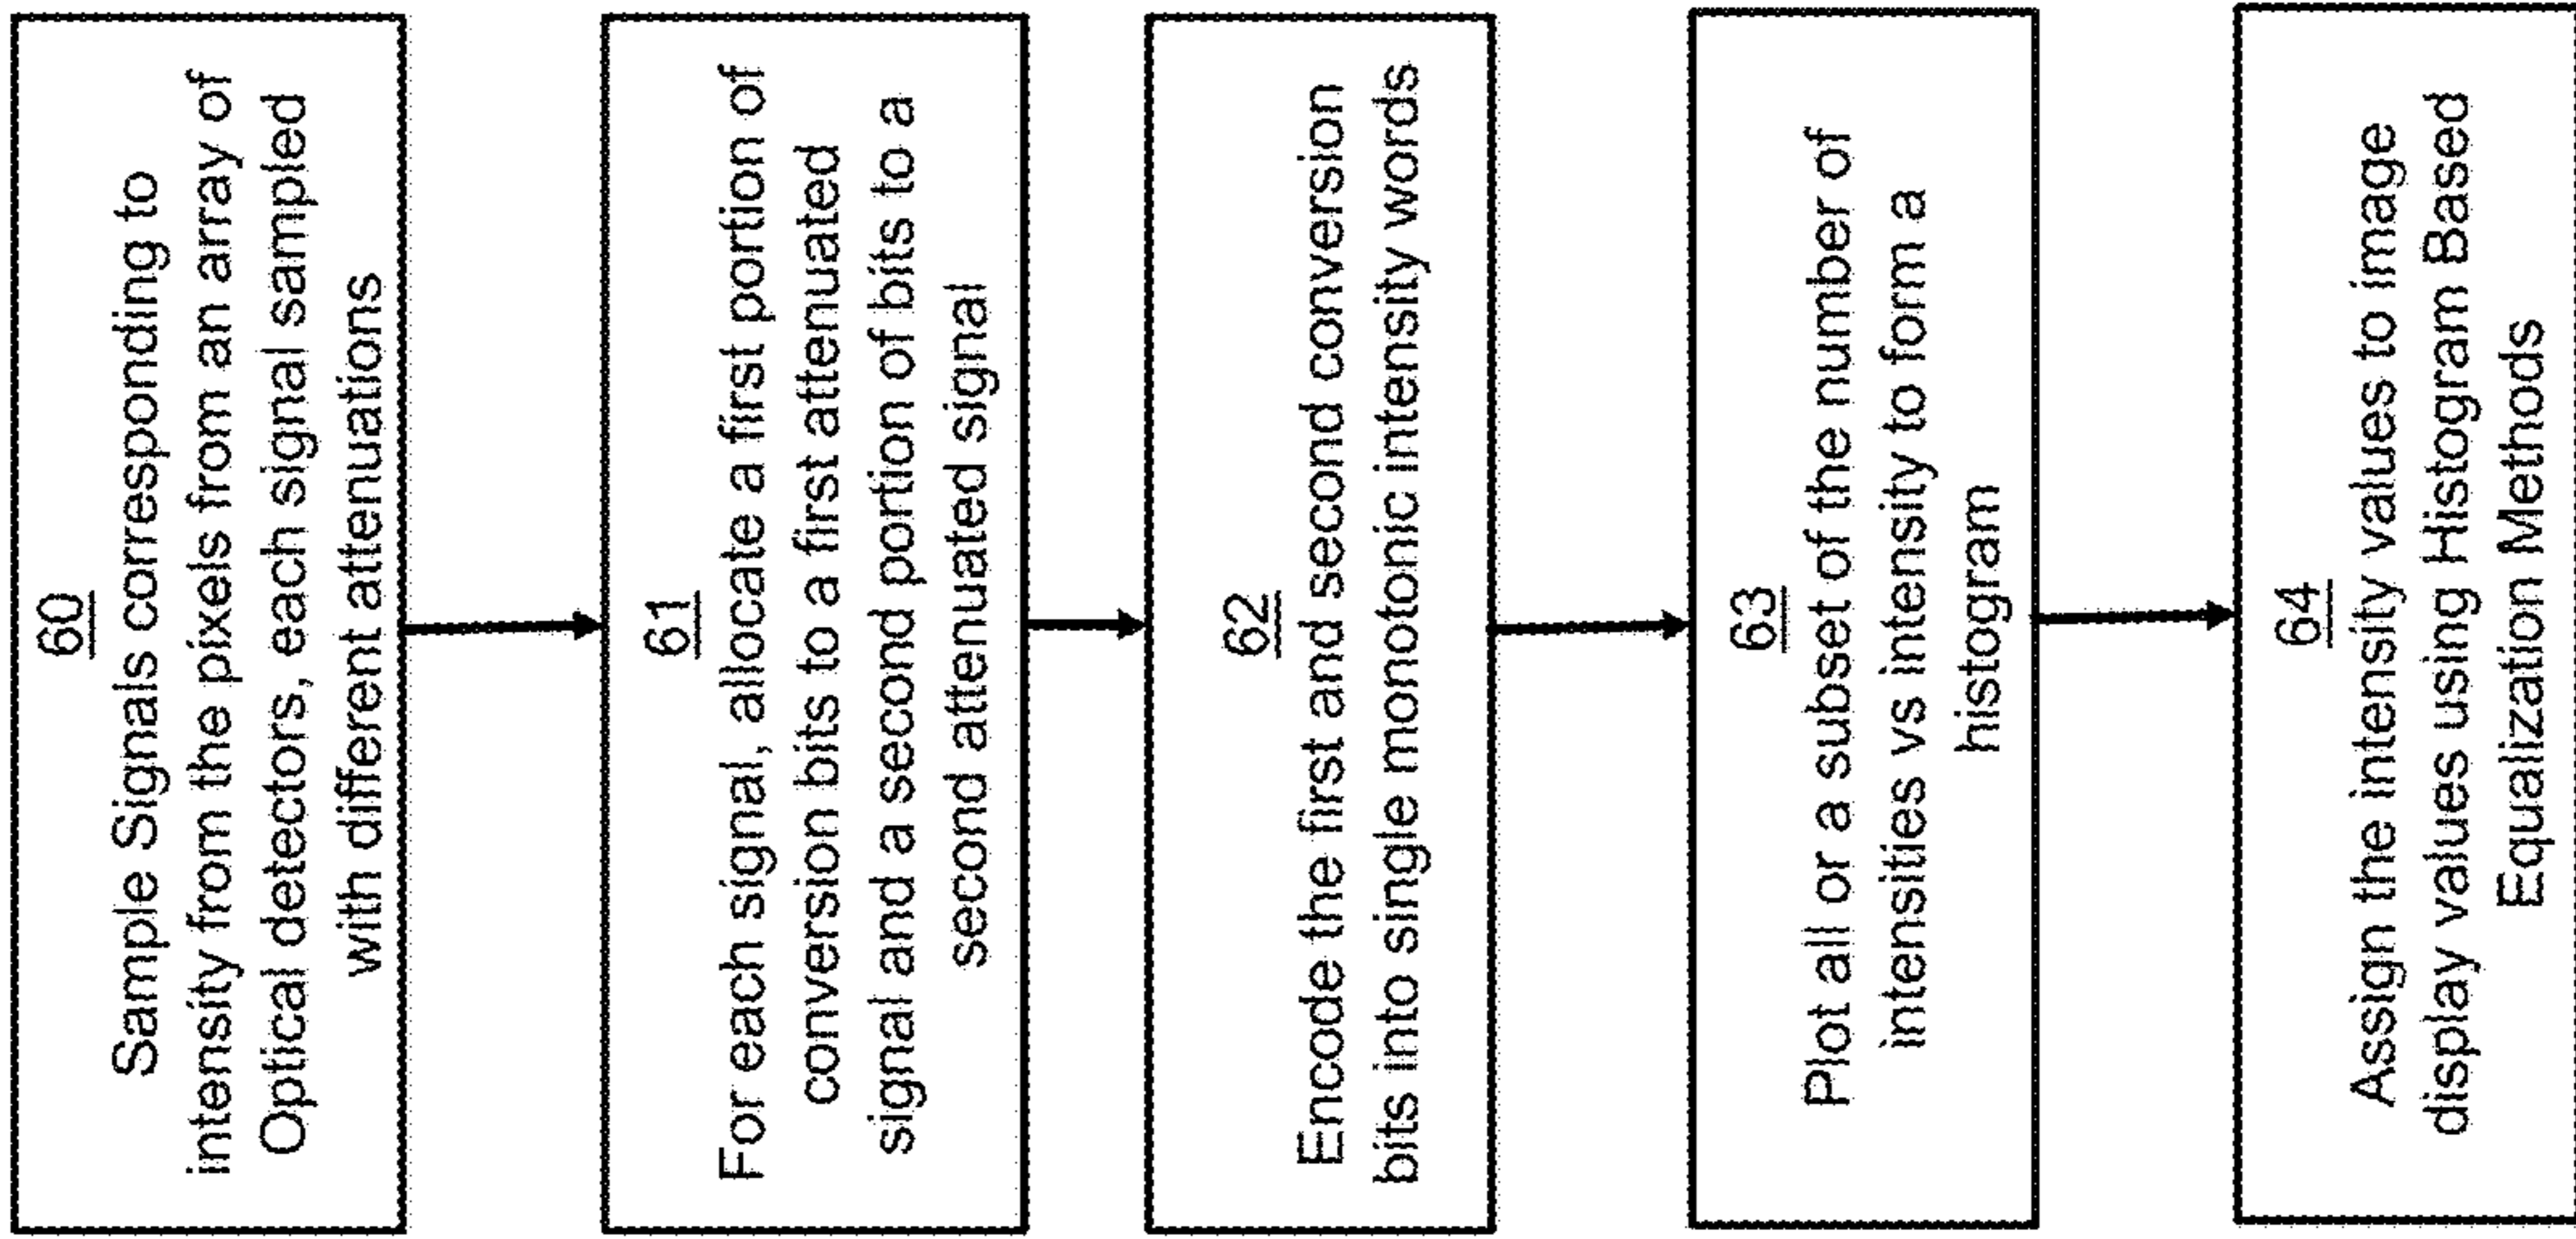 60
Sample Signals corresponding to
intensity from the pixels from an array of
Optical detectors, each signal sampled
with different attenuations
61
For each signal, allocate a first portion of
conversion bits to a first attenuated
signal and a second portion of bits to a
second attenuated signal
62
Encode the first and second conversion
bits into single monotonic intensity words
63
Plot all or a subset of the number of
intensities vs intensity to form a
histogram
64
Assign the intensity values to image
display values using Histogram Based
Equalization Methods